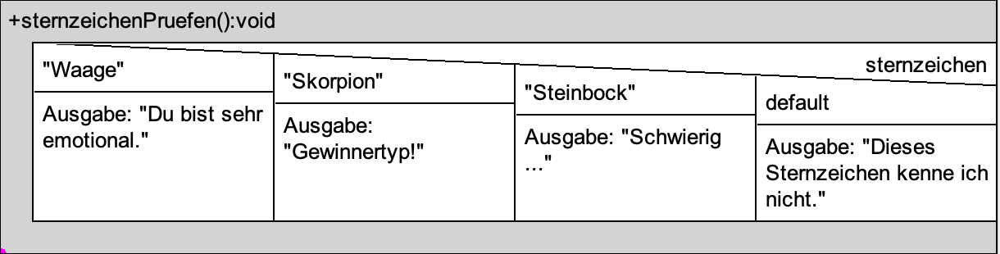 +sternzeichenPruefen():void
sternzeichen
"Waage"
Ausgabe: "Du bist sehr
emotional."
"Skorpion"
Ausgabe:
"Gewinnertyp!"
"Steinbock"
Ausgabe: "Schwierig
..."
default
Ausgabe: "Dieses
Sternzeichen kenne ich
nicht."